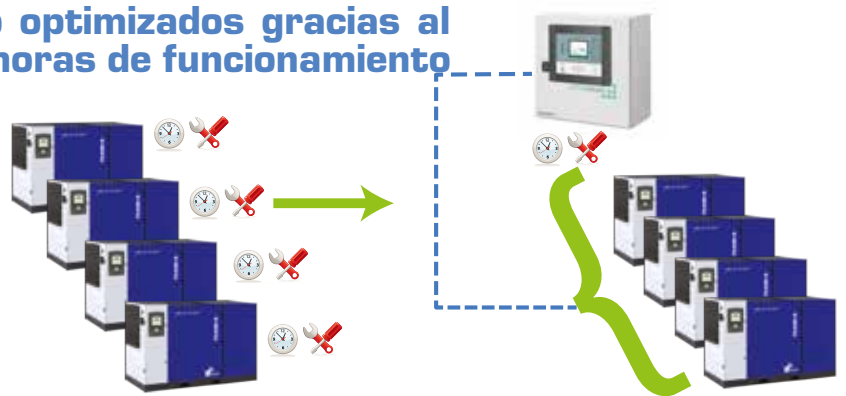 optimizados gracias al
horas de funcionamiento